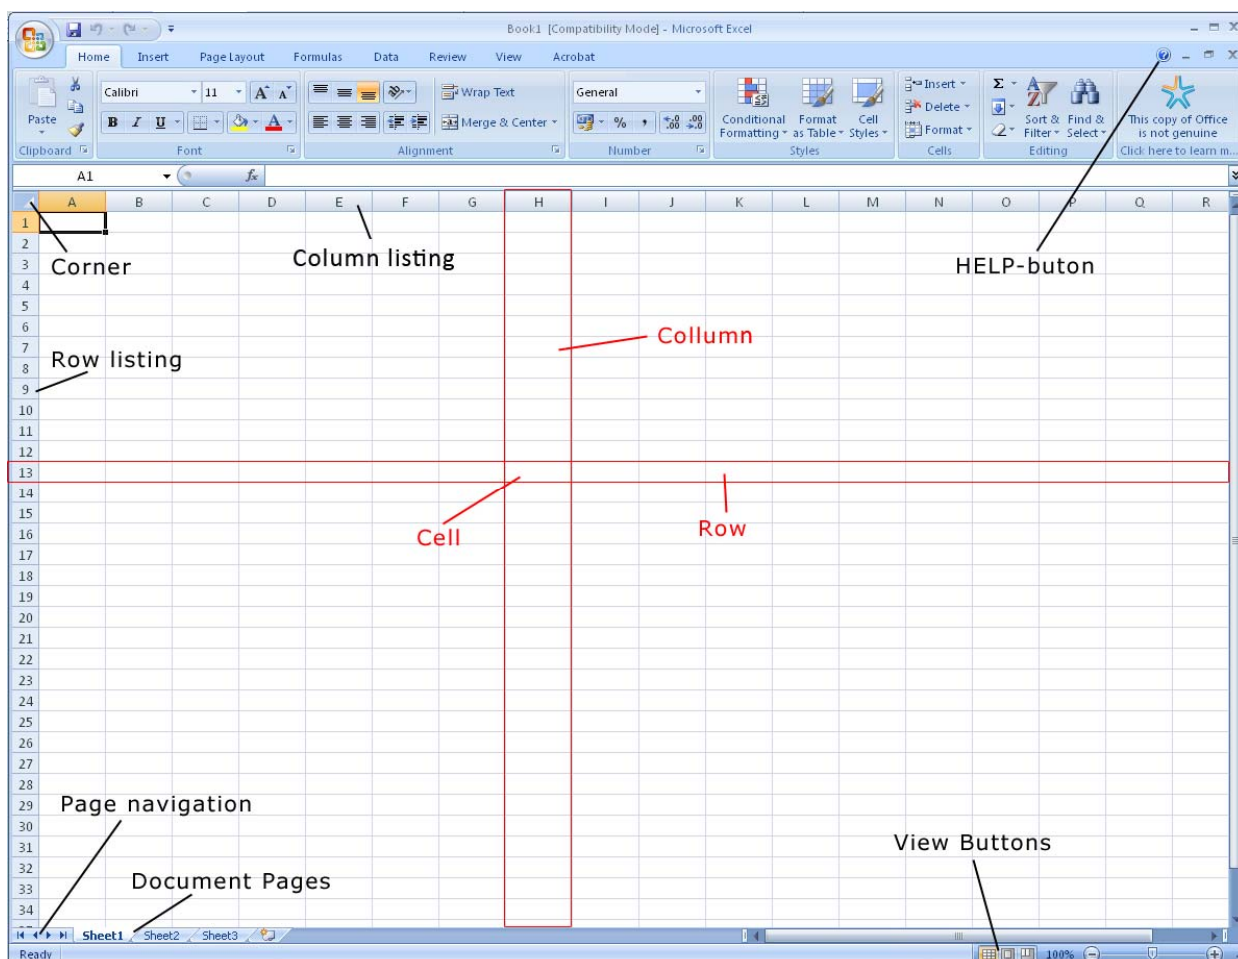 Book1 [Compatibility Mode] - Microsoft Excel
Home Insert Page Layout Formulas Data Review View Acrobat
Calibri 11 A A Wrap Text General Insert
Paste Conditional Format Cell Delete Sort & Find & This copy of Office
B I U A Merge & Center % , .0 .00 .00 .0 Formatting as Table Styles Format Filter Select is not genuine
Clipboard Font Alignment Number Styles Cells Editing Click here to learn m...
A1 fx
A B C D E F G H I J K L M N O P Q R
1
2
3 Corner Column listing HELP-buton
4
5
6
7 Collumn
8 Row listing
9
10
11
12
13
14
15
16 Cell Row
17
18
19
20
21
22
23
24
25
26
27
28
29 Page navigation
30
31 View Buttons
32
33 Document Pages
34
Sheet1 Sheet2 Sheet3
Ready 100%